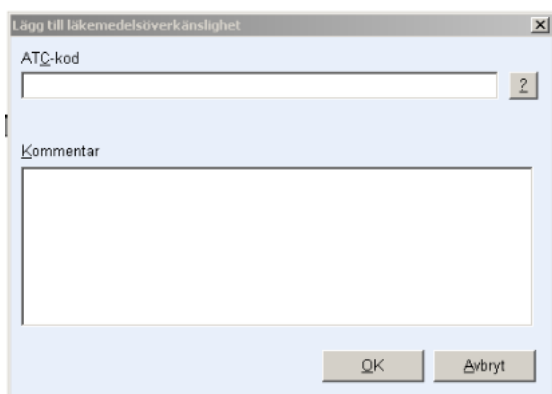 Lägg till läkemedelsöverkänslighet
ATC-kod
?
Kommentar
OK
Avbryt